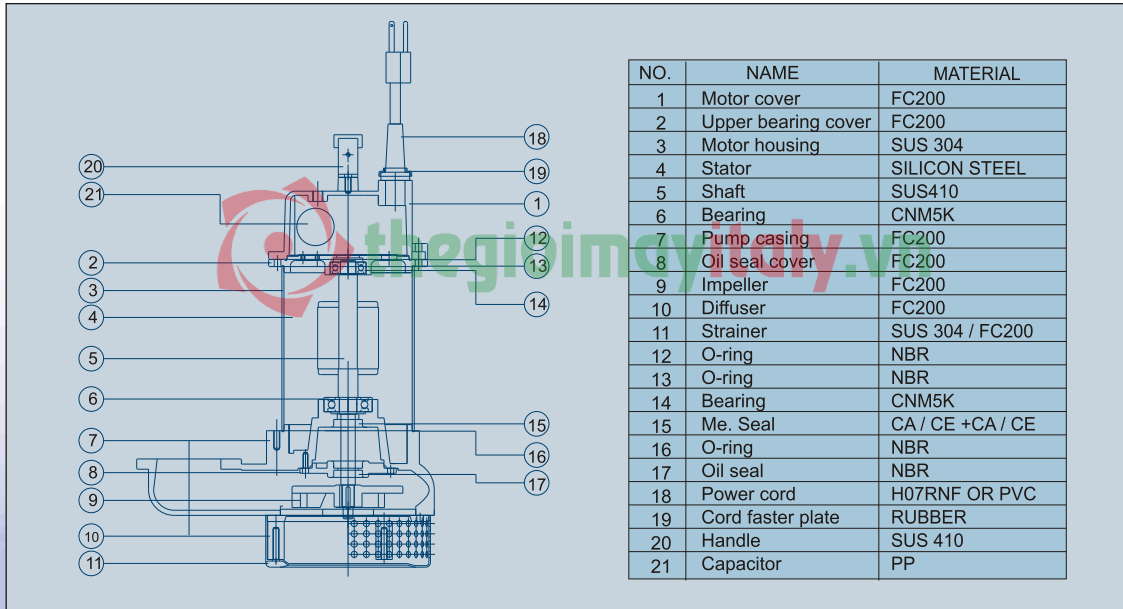 18
20
19
21
1
12
2
13
3
14
4
5
6
15
7
16
8
17
9
10
11
thegioimayitaly.vn
NO. NAME MATERIAL
1 Motor cover FC200
2 Upper bearing cover FC200
3 Motor housing SUS 304
4 Stator SILICON STEEL
5 Shaft SUS410
6 Bearing CNM5K
7 Pump casing FC200
8 Oil seal cover FC200
9 Impeller FC200
10 Diffuser FC200
11 Strainer SUS 304 / FC200
12 O-ring NBR
13 O-ring NBR
14 Bearing CNM5K
15 Me. Seal CA / CE +CA / CE
16 O-ring NBR
17 Oil seal NBR
18 Power cord H07RNF OR PVC
19 Cord faster plate RUBBER
20 Handle SUS 410
21 Capacitor PP